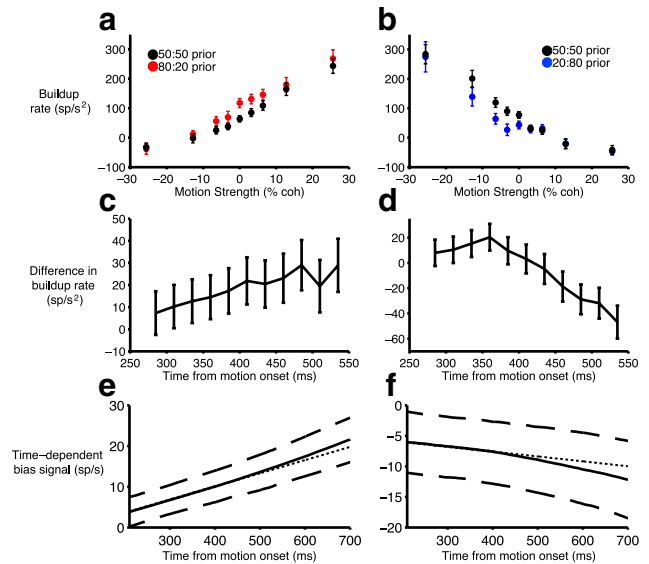 a
50:50 prior
80:20 prior
Buildup
rate (sp/s²)
300
200
100
0
−100
−30 −20 −10 0 10 20 30
Motion Strength (% coh)
b
50:50 prior
20:80 prior
300
200
100
0
−100
−30 −20 −10 0 10 20 30
Motion Strength (% coh)
c
Difference in
buildup rate
(sp/s²)
50
40
30
20
10
0
−10
250 300 350 400 450 500 550
Time from motion onset (ms)
d
20
0
−20
−40
−60
250 300 350 400 450 500 550
Time from motion onset (ms)
e
Time−dependent
bias signal (sp/s)
30
20
10
0
300 400 500 600 700
Time from motion onset (ms)
f
0
−5
−10
−15
−20
300 400 500 600 700
Time from motion onset (ms)